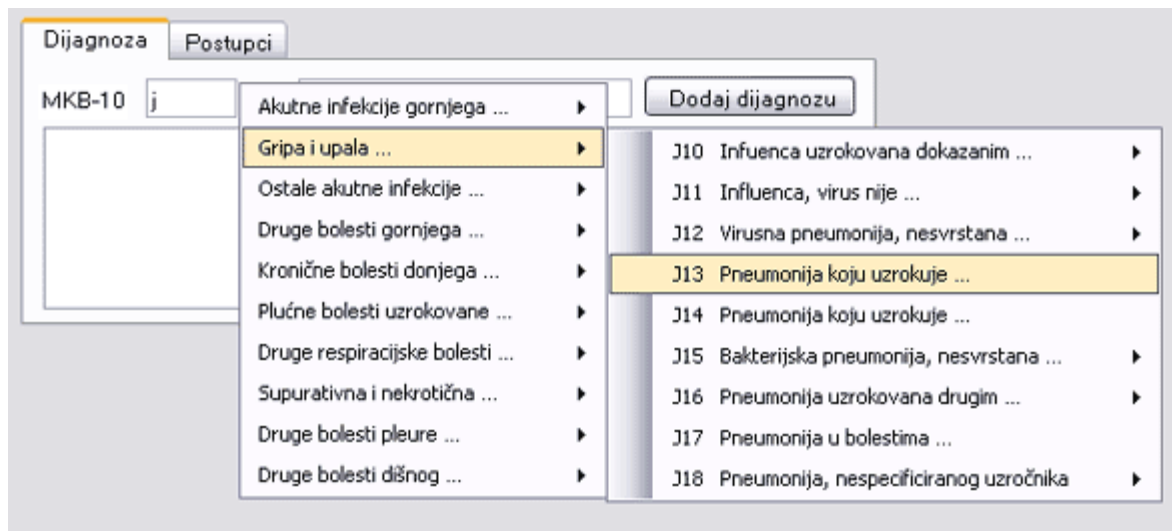 Dijagnoza
Postupci
MKB-10
j
Dodaj dijagnozu
Akutne infekcije gornjega ...
Gripa i upala ...
Ostale akutne infekcije ...
Druge bolesti gornjega ...
Kronične bolesti donjega ...
Plućne bolesti uzrokovane ...
Druge respiracijske bolesti ...
Supurativna i nekrotična ...
Druge bolesti pleure ...
Druge bolesti dišnog ...
J10 Infuenca uzrokovana dokazanim ...
J11 Influenca, virus nije ...
J12 Virusna pneumonija, nesvrstana ...
J13 Pneumonija koju uzrokuje ...
J14 Pneumonija koju uzrokuje ...
J15 Bakterijska pneumonija, nesvrstana ...
J16 Pneumonija uzrokovana drugim ...
J17 Pneumonija u bolestima ...
J18 Pneumonija, nespecificiranog uzročnika